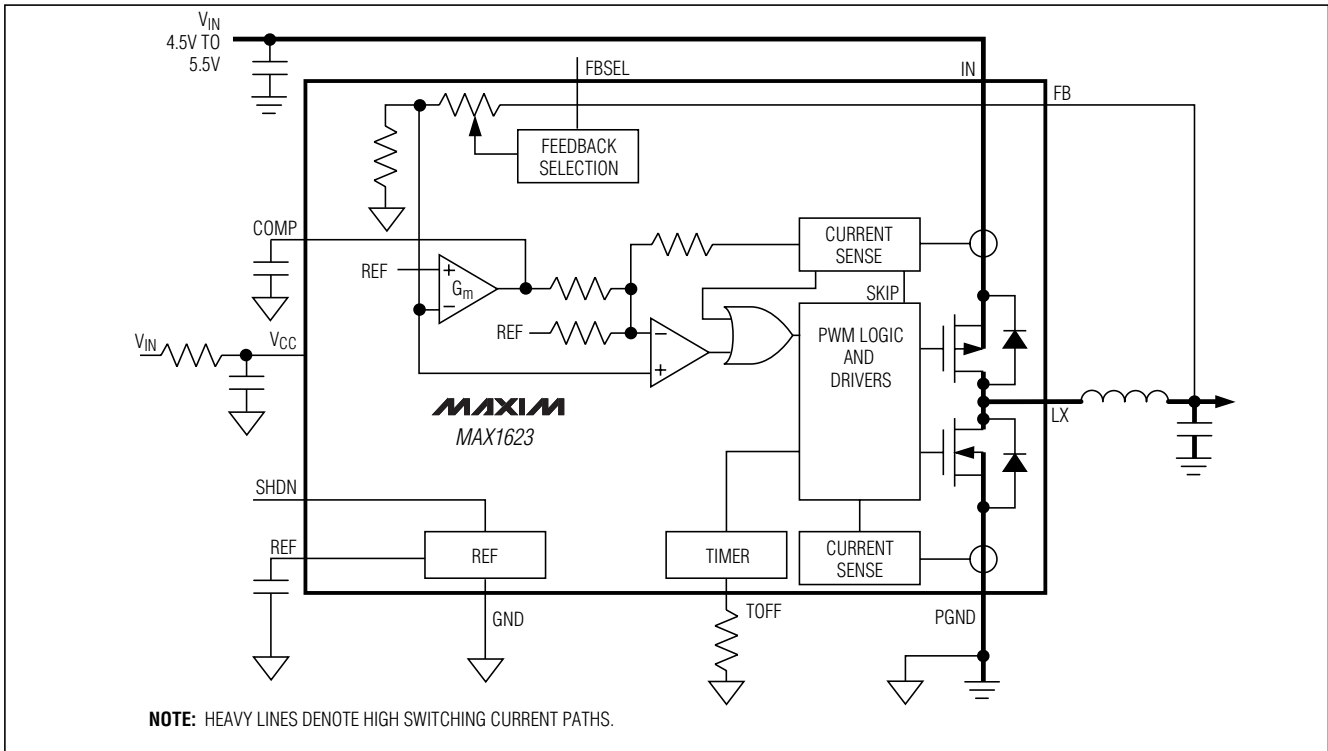 VIN
4.5V TO
5.5V
FBSEL
IN
FB
FEEDBACK
SELECTION
COMP
CURRENT
SENSE
REF
+
Gm
−
SKIP
REF
−
+
PWM LOGIC
AND
DRIVERS
VIN
VCC
MAXIM
MAX1623
LX
SHDN
REF
REF
TIMER
CURRENT
SENSE
GND
TOFF
PGND
NOTE: HEAVY LINES DENOTE HIGH SWITCHING CURRENT PATHS.